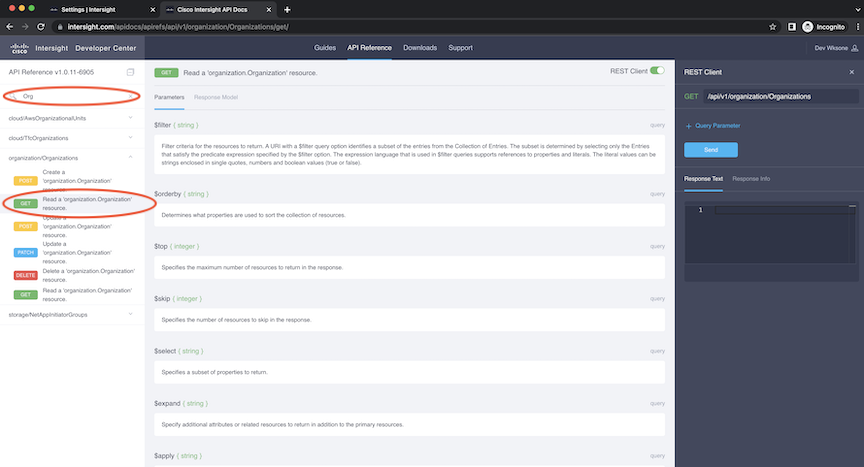 Settings | Intersight
Cisco Intersight API Docs
intersight.com/apidocs/apirefs/api/v1/organization/Organizations/get/
Incognito
CISCO
Intersight Developer Center
Guides API Reference Downloads Support
Dev Wksone
API Reference v1.0.11-6905
Org
cloud/AwsOrganizationalUnits
cloud/TfcOrganizations
organization/Organizations
POST Create a
'organization.Organization'
resource.
GET Read a 'organization.Organization'
resource.
POST Update a
'organization.Organization'
resource.
PATCH Update a
'organization.Organization'
resource.
DELETE Delete a 'organization.Organization'
resource.
GET Read a 'organization.Organization'
resource.
storage/NetAppInitiatorGroups
GET Read a 'organization.Organization' resource.
REST Client
Parameters Response Model
$filter ( string ) query
Filter criteria for the resources to return. A URI with a $filter query option identifies a subset of the entries from the Collection of Entries. The subset is determined by selecting only the Entries
that satisfy the predicate expression specified by the $filter option. The expression language that is used in $filter queries supports references to properties and literals. The literal values can be
strings enclosed in single quotes, numbers and boolean values (true or false).
$orderby ( string ) query
Determines what properties are used to sort the collection of resources.
$top ( integer ) query
Specifies the maximum number of resources to return in the response.
$skip ( integer ) query
Specifies the number of resources to skip in the response.
$select ( string ) query
Specifies a subset of properties to return.
$expand ( string ) query
Specify additional attributes or related resources to return in addition to the primary resources.
$apply ( string ) query
REST Client
GET /api/v1/organization/Organizations
+ Query Parameter
Send
Response Text Response Info
1